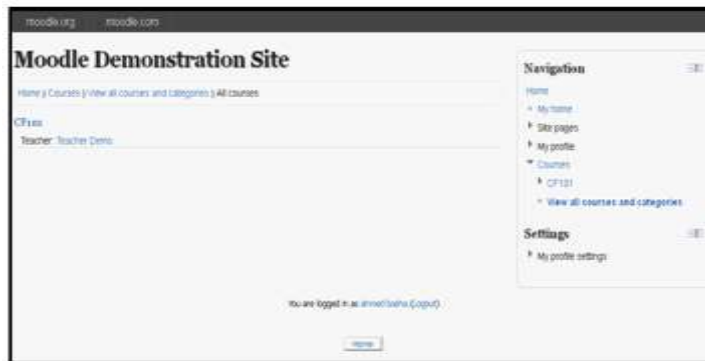 moodle.org moodle.com
Moodle Demonstration Site
Home ) Courses ) View all courses and categories ) All courses
CF101
Teacher: Teacher Demo
Navigation
Home
My home
Site pages
My profile
Courses
CF101
View all courses and categories
Settings
My profile settings
You are logged in as ahmed basha (Logout)
Home